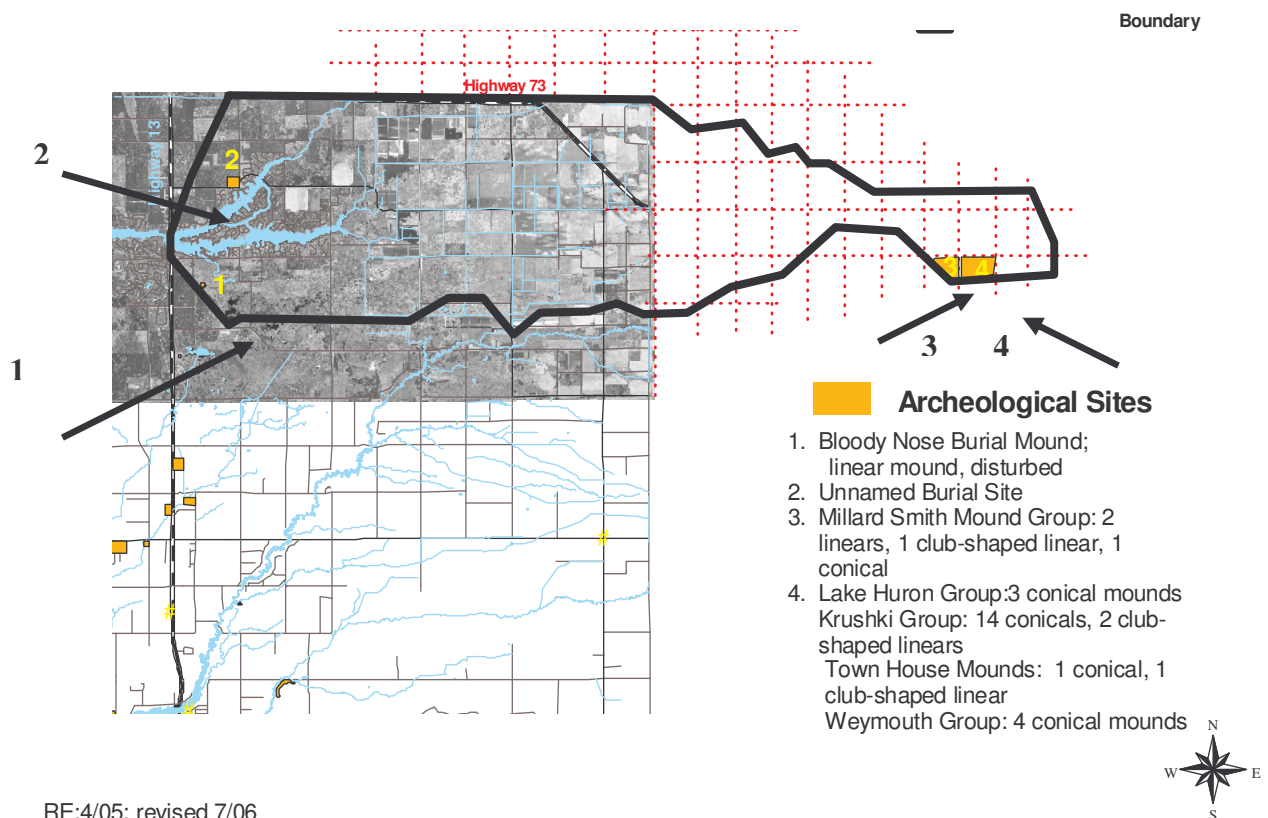 Boundary
Highway 73
Highway 13
2
2
1
3
4
3
4
1
Archeological Sites
1. Bloody Nose Burial Mound;
linear mound, disturbed
2. Unnamed Burial Site
3. Millard Smith Mound Group: 2
linears, 1 club-shaped linear, 1
conical
4. Lake Huron Group:3 conical mounds
Krushki Group: 14 conicals, 2 club-
shaped linears
Town House Mounds: 1 conical, 1
club-shaped linear
Weymouth Group: 4 conical mounds
N
W
E
S
RE:4/05; revised 7/06